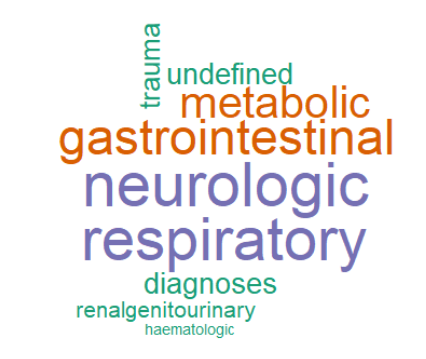 trauma
undefined
metabolic
gastrointestinal
neurologic
respiratory
diagnoses
renalgenitourinary
haematologic